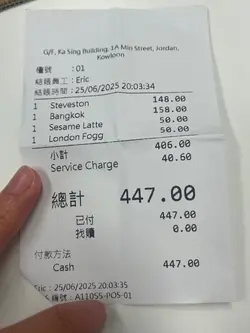 G/F, Ka Sing Building, 1A Min Street, Jordan,
Kowloon
檯號 : 01
結賬員工 : Eric
結賬時間 : 25/06/2025 20:03:34
1 Steveston 148.00
1 Bangkok 158.00
1 Sesame Latte 50.00
1 London Fogg 50.00
小計 406.00
Service Charge 40.60
總計 447.00
已付 447.00
找贖 0.00
付款方法
Cash 447.00
Eric : 25/06/2025 20:03:35
編號 : A11055-POS-01